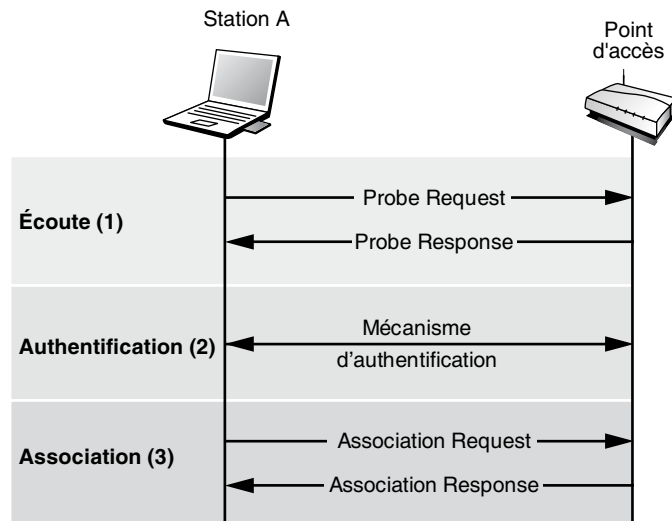 Station A
Point
d'accès
Écoute (1)
Probe Request
Probe Response
Authentification (2)
Mécanisme
d'authentification
Association (3)
Association Request
Association Response